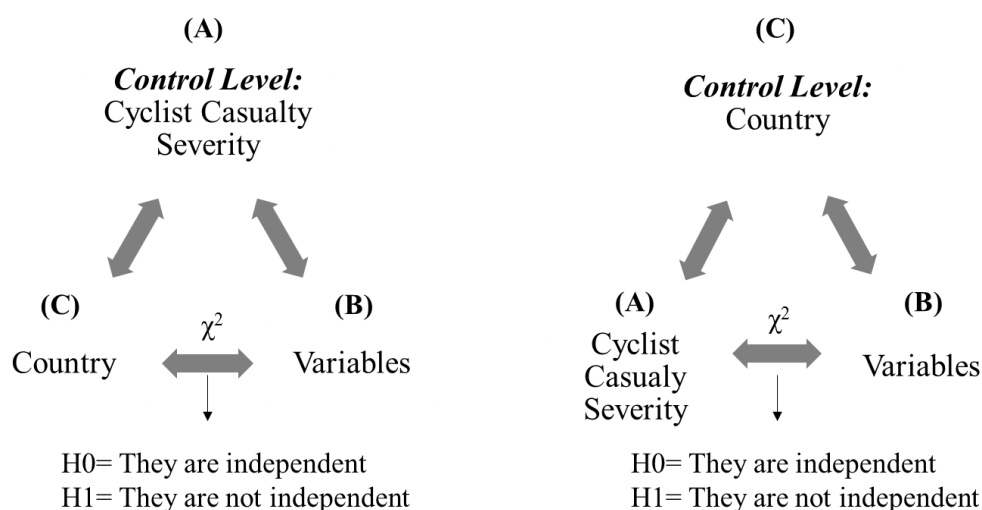 (A)
Control Level:
Cyclist Casualty
Severity
(C)
Country
χ²
(B)
Variables
H0= They are independent
H1= They are not independent
(C)
Control Level:
Country
(A)
Cyclist
Casualy
Severity
χ²
(B)
Variables
H0= They are independent
H1= They are not independent